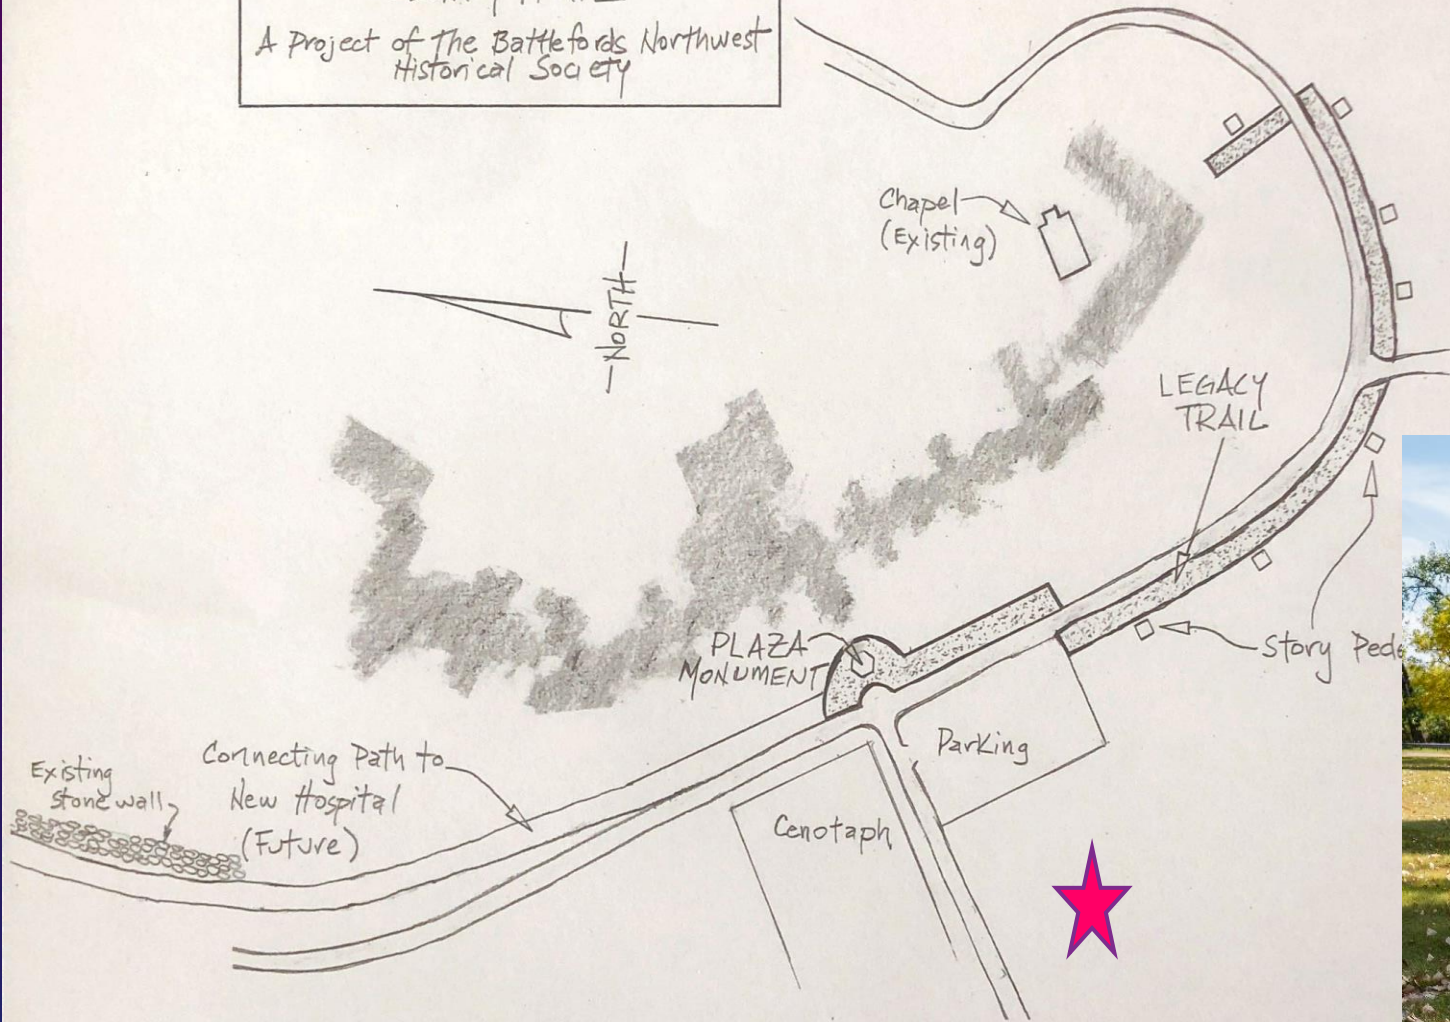 A Project of The Battlefords Northwest
Historical Society
Chapel
(Existing)
NORTH
LEGACY
TRAIL
PLAZA
MONUMENT
Story
Parking
Cenotaph
Connecting Path to
New Hospital
(Future)
Existing
stone wall